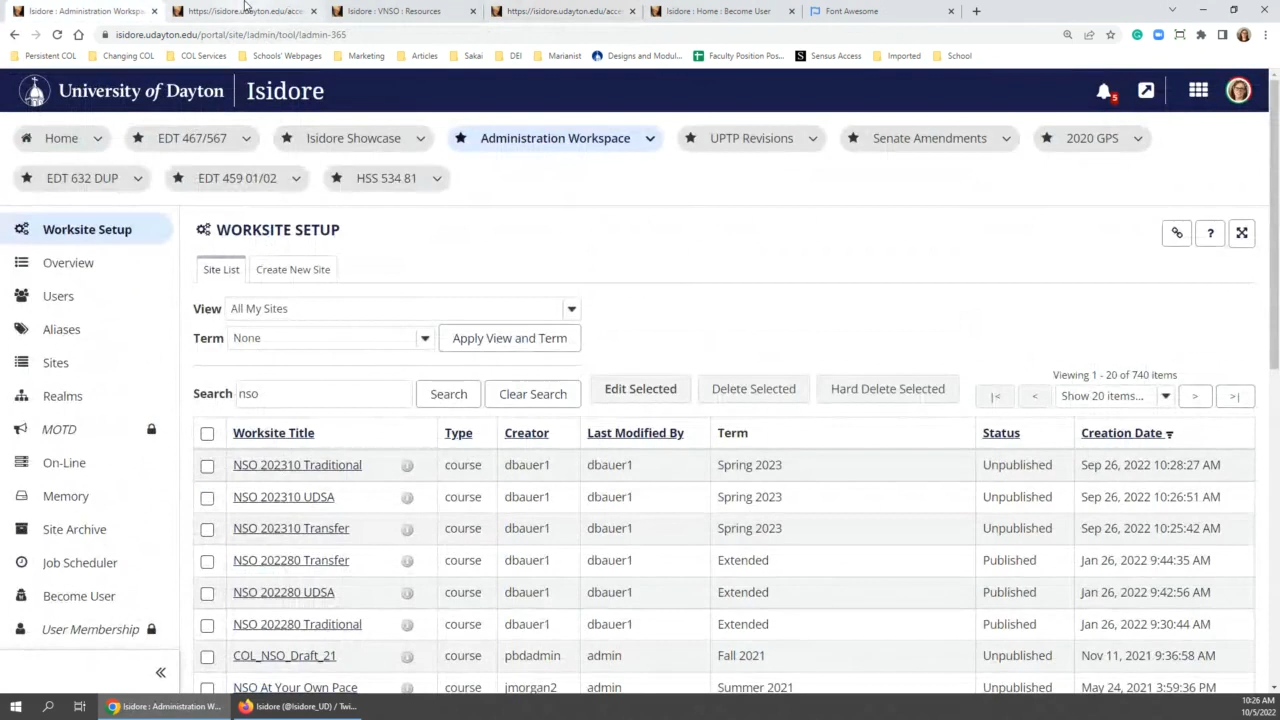 Isidore : Administration Workspa
https://isidore.udayton.edu/acce
Isidore : VNSO : Resources
https://isidore.udayton.edu/acce
Isidore : Home : Become User
Font Awesome
isidore.udayton.edu/portal/site/!admin/tool/!admin-365
Persistent COL
Changing COL
COL Services
Schools' Webpages
Marketing
Articles
Sakai
DEI
Marianist
Designs and Modul...
Faculty Position Pos...
Sensus Access
Imported
School
University of Dayton
Isidore
5
Home
EDT 467/567
Isidore Showcase
Administration Workspace
UPTP Revisions
Senate Amendments
2020 GPS
EDT 632 DUP
EDT 459 01/02
HSS 534 81
Worksite Setup
Overview
Users
Aliases
Sites
Realms
MOTD
On-Line
Memory
Site Archive
Job Scheduler
Become User
User Membership
«
WORKSITE SETUP
?
Site List
Create New Site
View All My Sites
Term None Apply View and Term
Viewing 1 - 20 of 740 items
Search nso Search Clear Search Edit Selected Delete Selected Hard Delete Selected |< < Show 20 items... > >|
Worksite Title Type Creator Last Modified By Term Status Creation Date
NSO 202310 Traditional course dbauer1 dbauer1 Spring 2023 Unpublished Sep 26, 2022 10:28:27 AM
NSO 202310 UDSA course dbauer1 dbauer1 Spring 2023 Unpublished Sep 26, 2022 10:26:51 AM
NSO 202310 Transfer course dbauer1 dbauer1 Spring 2023 Unpublished Sep 26, 2022 10:25:42 AM
NSO 202280 Transfer course dbauer1 dbauer1 Extended Published Jan 26, 2022 9:44:35 AM
NSO 202280 UDSA course dbauer1 dbauer1 Extended Published Jan 26, 2022 9:42:56 AM
NSO 202280 Traditional course dbauer1 dbauer1 Extended Published Jan 26, 2022 9:30:44 AM
COL_NSO_Draft_21 course pbdadmin admin Fall 2021 Unpublished Nov 11, 2021 9:36:58 AM
NSO At Your Own Pace course jmorgan2 admin Summer 2021 Unpublished May 24, 2021 3:59:36 PM
Isidore : Administration W...
Isidore (@Isidore_UD) / Twi...
10:26 AM
10/5/2022